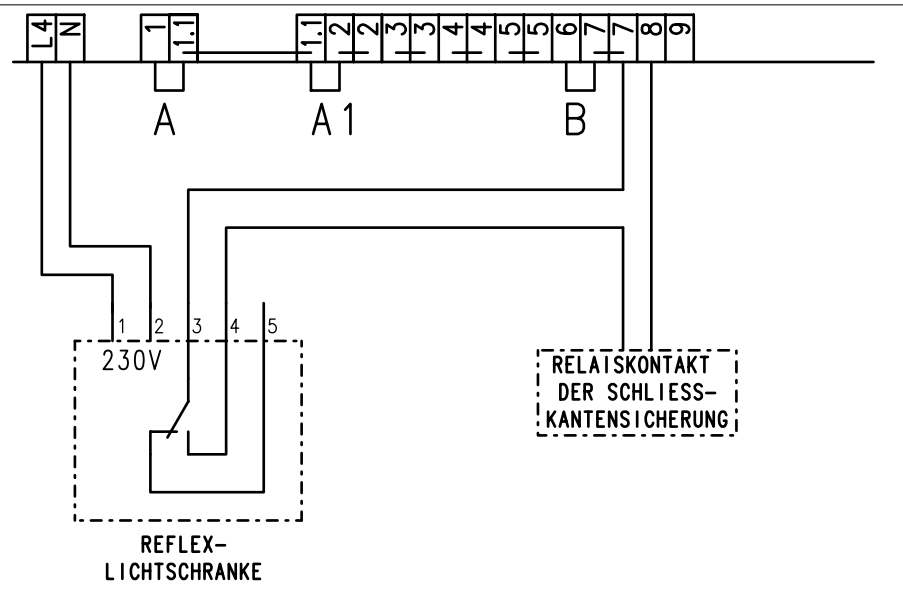 L4 N 1 1.1 1.1 2 2 3 3 4 4 5 5 6 7 7 8 9
A A1 B
1 2 3 4 5
230V
RELAISKONTAKT
DER SCHLIESS-
KANTENSICHERUNG
REFLEX-
LICHTSCHRANKE